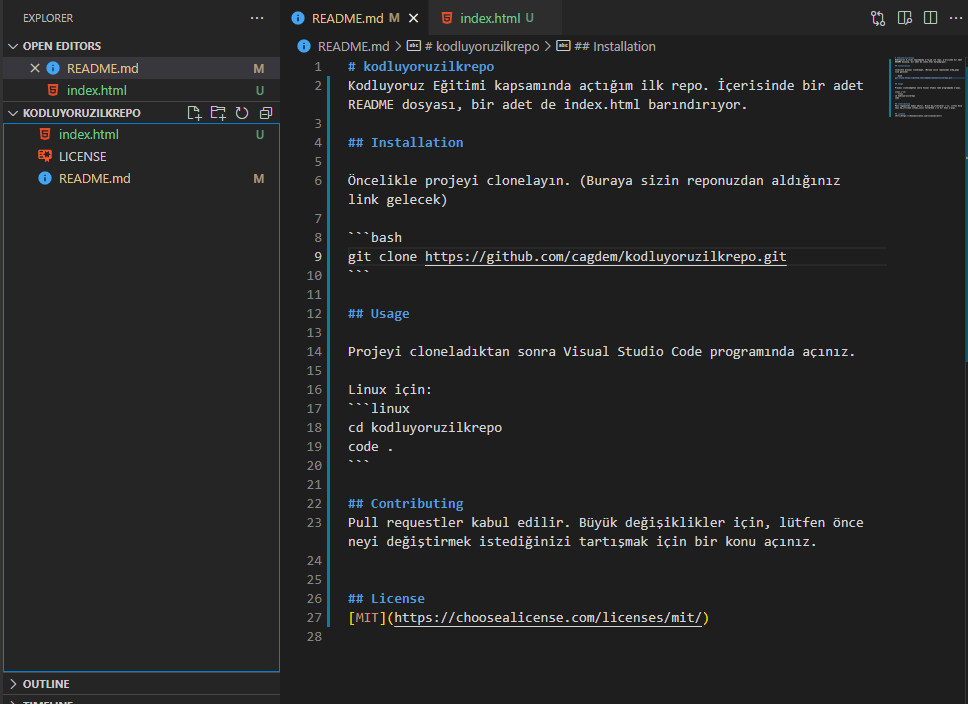 EXPLORER
OPEN EDITORS
README.md M
index.html U
KODLUYORUZILKREPO
index.html U
LICENSE
README.md M
OUTLINE
TIMELINE
README.md M
index.html U
README.md > # kodluyoruzilkrepo > ## Installation
1 # kodluyoruzilkrepo
2 Kodluyoruz Eğitimi kapsamında açtığım ilk repo. İçerisinde bir adet
README dosyası, bir adet de index.html barındırıyor.
3
4 ## Installation
5
6 Öncelikle projeyi clonelayın. (Buraya sizin reponuzdan aldığınız
link gelecek)
7
8 ```bash
9 git clone https://github.com/cagdem/kodluyoruzilkrepo.git
10 ```
11
12 ## Usage
13
14 Projeyi cloneladıktan sonra Visual Studio Code programında açınız.
15
16 Linux için:
17 ```linux
18 cd kodluyoruzilkrepo
19 code .
20 ```
21
22 ## Contributing
23 Pull requestler kabul edilir. Büyük değişiklikler için, lütfen önce
neyi değiştirmek istediğinizi tartışmak için bir konu açınız.
24
25
26 ## License
27 [MIT](https://choosealicense.com/licenses/mit/)
28